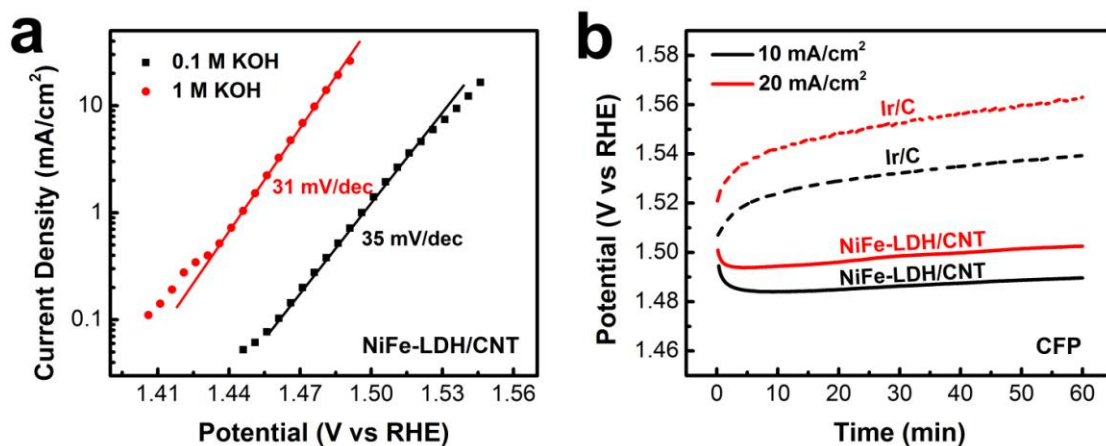 a
0.1 M KOH
1 M KOH
31 mV/dec
35 mV/dec
NiFe-LDH/CNT
10
1
0.1
1.41 1.44 1.47 1.50 1.53 1.56
Current Density (mA/cm²)
Potential (V vs RHE)
b
10 mA/cm²
20 mA/cm²
Ir/C
Ir/C
NiFe-LDH/CNT
NiFe-LDH/CNT
CFP
1.58
1.56
1.54
1.52
1.50
1.48
1.46
0 10 20 30 40 50 60
Potential (V vs RHE)
Time (min)